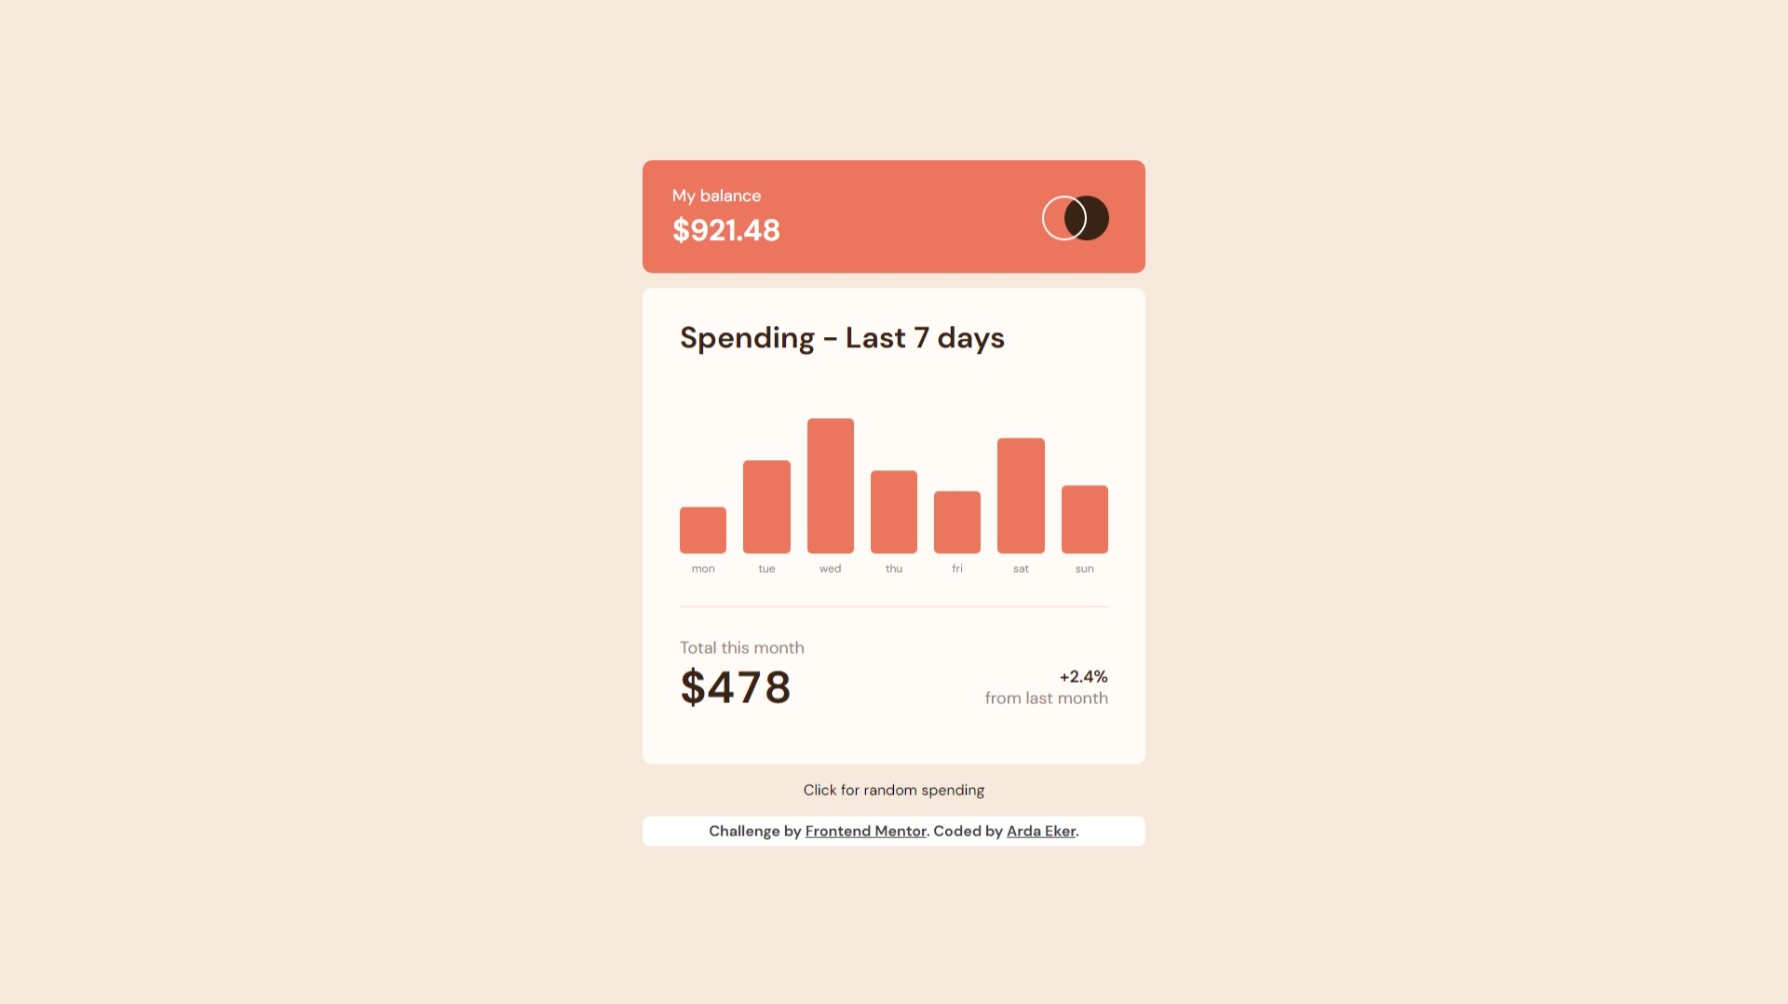 My balance
$921.48
Spending - Last 7 days
mon tue wed thu fri sat sun
Total this month
$478
+2.4%
from last month
Click for random spending
Challenge by Frontend Mentor. Coded by Arda Eker.